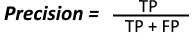 Precision = TP
TP + FP